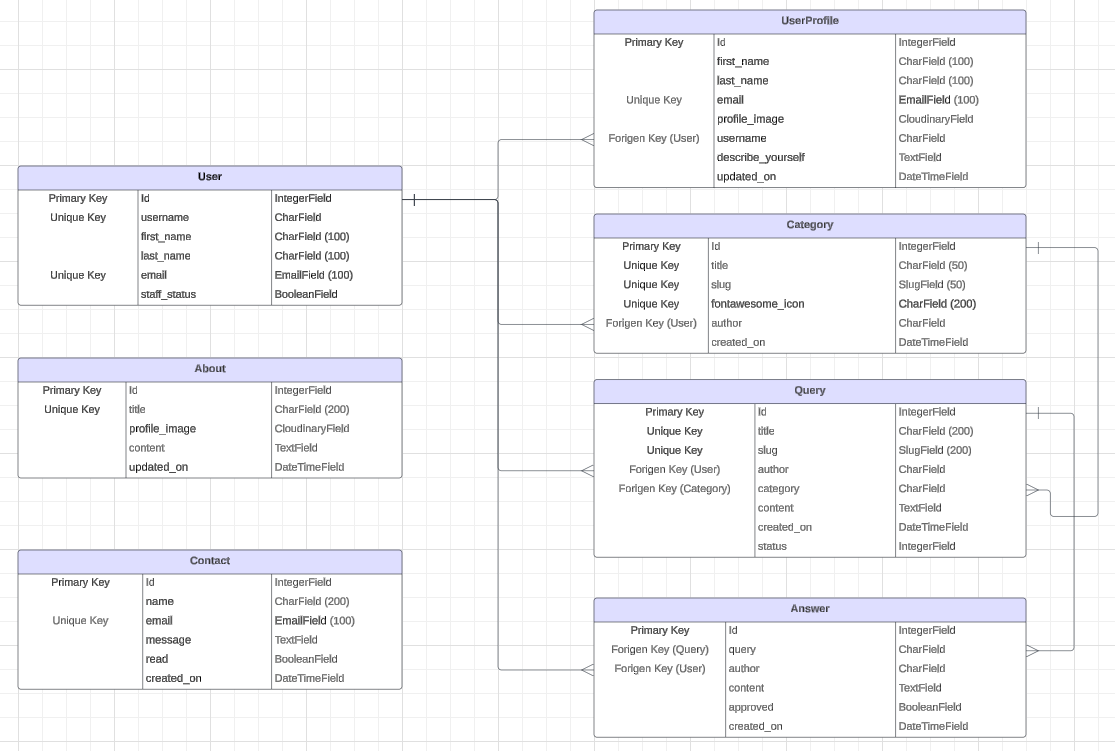 UserProfile
Primary Key Id IntegerField
first_name CharField (100)
last_name CharField (100)
Unique Key email EmailField (100)
profile_image CloudinaryField
Forigen Key (User) username CharField
describe_yourself TextField
updated_on DateTimeField
User
Primary Key Id IntegerField
Unique Key username CharField
first_name CharField (100)
last_name CharField (100)
Unique Key email EmailField (100)
staff_status BooleanField
Category
Primary Key Id IntegerField
Unique Key title CharField (50)
Unique Key slug SlugField (50)
Unique Key fontawesome_icon CharField (200)
Forigen Key (User) author CharField
created_on DateTimeField
About
Primary Key Id IntegerField
Unique Key title CharField (200)
profile_image CloudinaryField
content TextField
updated_on DateTimeField
Query
Primary Key Id IntegerField
Unique Key title CharField (200)
Unique Key slug SlugField (200)
Forigen Key (User) author CharField
Forigen Key (Category) category CharField
content TextField
created_on DateTimeField
status IntegerField
Contact
Primary Key Id IntegerField
name CharField (200)
Unique Key email EmailField (100)
message TextField
read BooleanField
created_on DateTimeField
Answer
Primary Key Id IntegerField
Forigen Key (Query) query CharField
Forigen Key (User) author CharField
content TextField
approved BooleanField
created_on DateTimeField